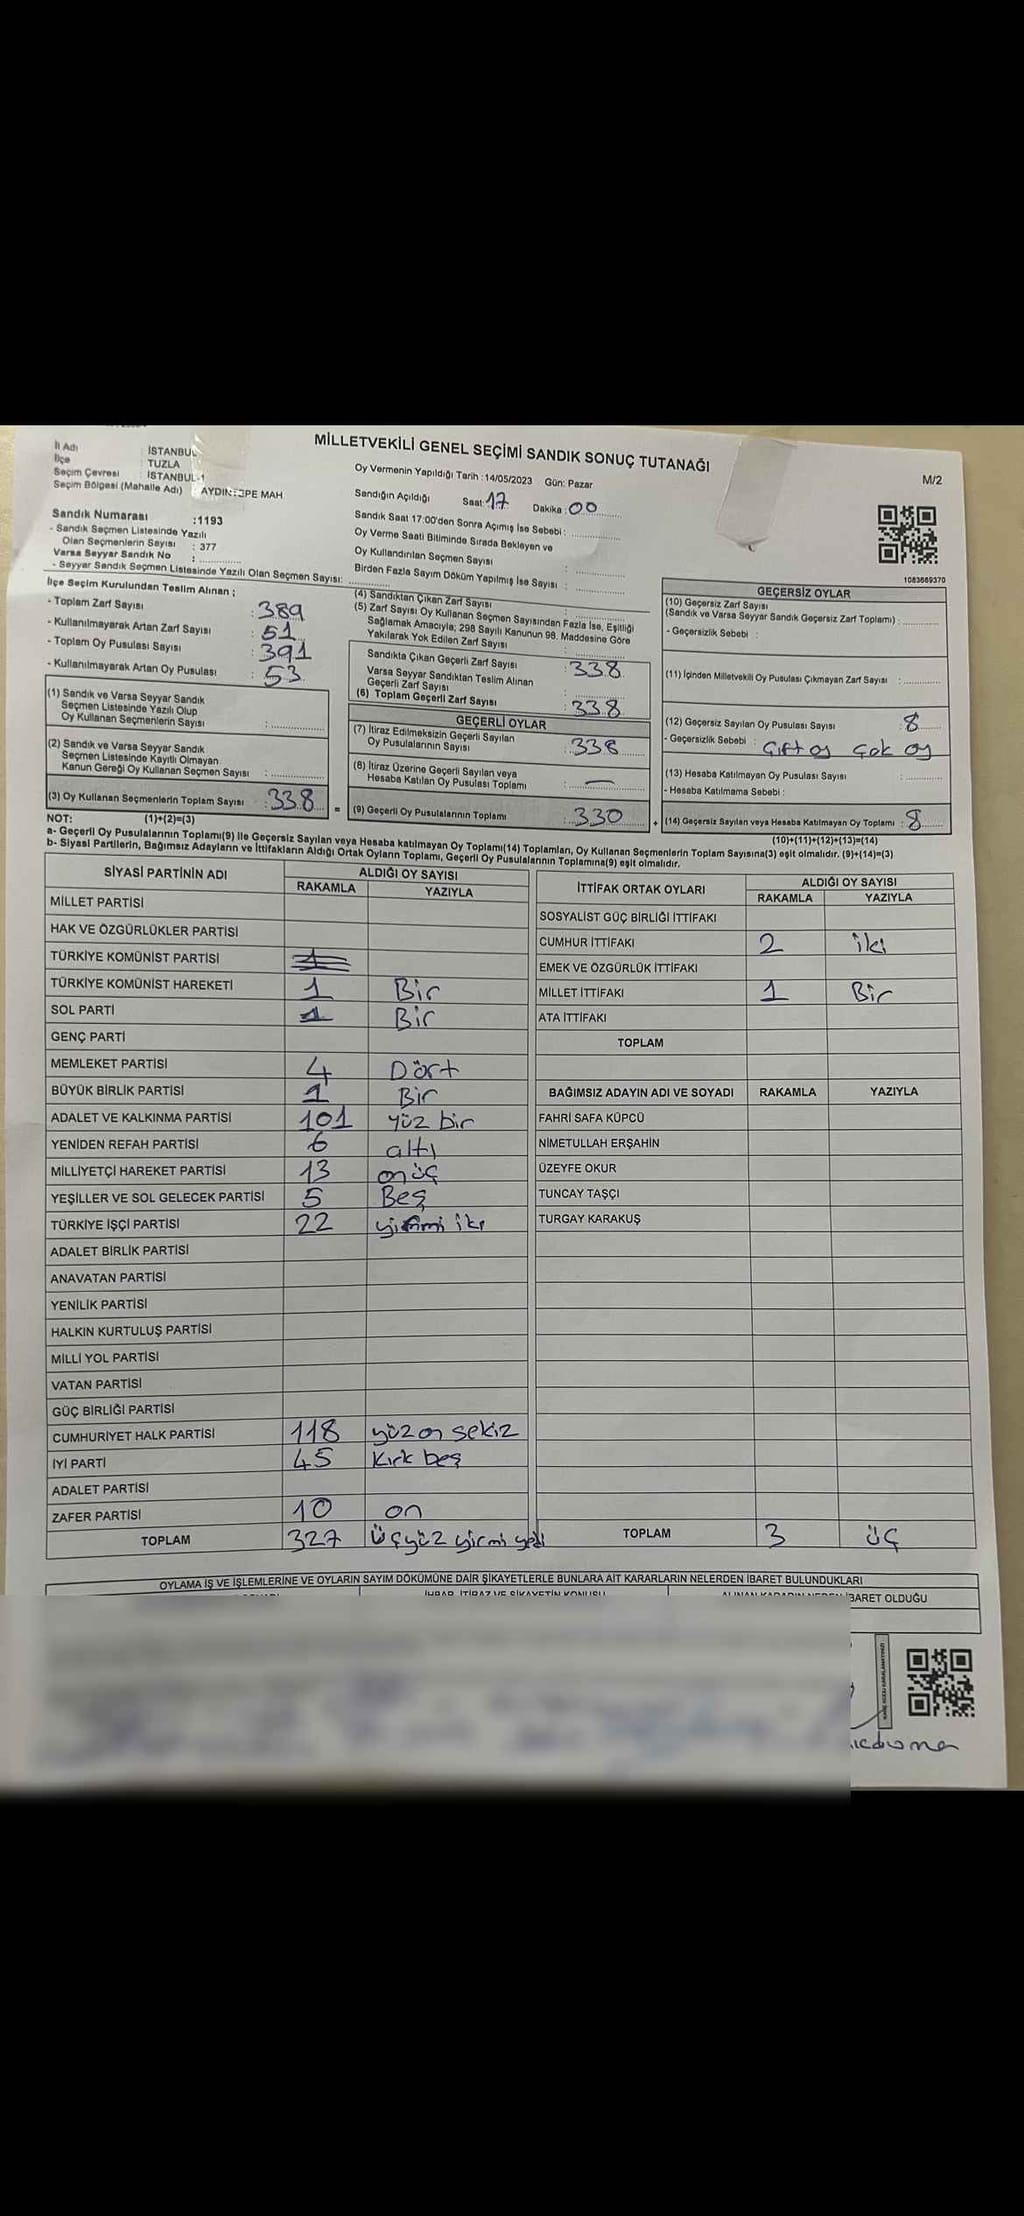 MİLLETVEKİLİ GENEL SEÇİMİ SANDIK SONUÇ TUTANAĞI
M/2
İl Adı : İSTANBUL
İlçe : TUZLA
Seçim Çevresi : İSTANBUL-1
Seçim Bölgesi (Mahalle Adı) AYDINTEPE MAH
Oy Vermenin Yapıldığı Tarih : 14/05/2023 Gün: Pazar
Sandığın Açıldığı Saat: 17 Dakika : 00
Sandık Saat 17:00'den Sonra Açımış İse Sebebi :
Oy Verme Saati Bitiminde Sırada Bekleyen ve
Oy Kullandırılan Seçmen Sayısı :
Birden Fazla Sayım Döküm Yapılmış İse Sayısı :
1083669370
Sandık Numarası :1193
- Sandık Seçmen Listesinde Yazılı
Olan Seçmenlerin Sayısı : 377
Varsa Seyyar Sandık No :
- Seyyar Sandık Seçmen Listesinde Yazılı Olan Seçmen Sayısı:
İlçe Seçim Kurulundan Teslim Alınan ;
- Toplam Zarf Sayısı : 389
- Kullanılmayarak Artan Zarf Sayısı : 51
- Toplam Oy Pusulası Sayısı : 391
- Kullanılmayarak Artan Oy Pusulası : 53
(1) Sandık ve Varsa Seyyar Sandık
Seçmen Listesinde Yazılı Olup
Oy Kullanan Seçmenlerin Sayısı :
(2) Sandık ve Varsa Seyyar Sandık
Seçmen Listesinde Kayıtlı Olmayan
Kanun Gereği Oy Kullanan Seçmen Sayısı :
(3) Oy Kullanan Seçmenlerin Toplam Sayısı : 338 =
(4) Sandıktan Çıkan Zarf Sayısı :
(5) Zarf Sayısı Oy Kullanan Seçmen Sayısından Fazla İse, Eşitliği
Sağlamak Amacıyla; 298 Sayılı Kanunun 98. Maddesine Göre
Yakılarak Yok Edilen Zarf Sayısı :
Sandıkta Çıkan Geçerli Zarf Sayısı : 338
Varsa Seyyar Sandıktan Teslim Alınan
Geçerli Zarf Sayısı :
(6) Toplam Geçerli Zarf Sayısı : 338
GEÇERLİ OYLAR
(7) İtiraz Edilmeksizin Geçerli Sayılan
Oy Pusulalarının Sayısı : 338
(8) İtiraz Üzerine Geçerli Sayılan veya
Hesaba Katılan Oy Pusulası Toplamı : —
(9) Geçerli Oy Pusulalarının Toplamı : 330 +
GEÇERSİZ OYLAR
(10) Geçersiz Zarf Sayısı
(Sandık ve Varsa Seyyar Sandık Geçersiz Zarf Toplamı) :
- Geçersizlik Sebebi :
(11) İçinden Milletvekili Oy Pusulası Çıkmayan Zarf Sayısı :
(12) Geçersiz Sayılan Oy Pusulası Sayısı : 8
- Geçersizlik Sebebi : Çift oy Çok oy
(13) Hesaba Katılmayan Oy Pusulası Sayısı :
- Hesaba Katılmama Sebebi :
(14) Geçersiz Sayılan veya Hesaba Katılmayan Oy Toplamı : 8
NOT: (1)+(2)=(3)
(10)+(11)+(12)+(13)=(14)
a- Geçerli Oy Pusulalarının Toplamı(9) ile Geçersiz Sayılan veya Hesaba katılmayan Oy Toplamı(14) Toplamları, Oy Kullanan Seçmenlerin Toplam Sayısına(3) eşit olmalıdır. (9)+(14)=(3)
b- Siyasi Partilerin, Bağımsız Adayların ve İttifakların Aldığı Ortak Oyların Toplamı, Geçerli Oy Pusulalarının Toplamına(9) eşit olmalıdır.
SİYASİ PARTİNİN ADI ALDIĞI OY SAYISI
RAKAMLA YAZIYLA
MİLLET PARTİSİ
HAK VE ÖZGÜRLÜKLER PARTİSİ
TÜRKİYE KOMÜNİST PARTİSİ
TÜRKİYE KOMÜNİST HAREKETİ 1 Bir
SOL PARTİ 1 Bir
GENÇ PARTİ
MEMLEKET PARTİSİ 4 Dört
BÜYÜK BİRLİK PARTİSİ 1 Bir
ADALET VE KALKINMA PARTİSİ 101 yüz bir
YENİDEN REFAH PARTİSİ 6 altı
MİLLİYETÇİ HAREKET PARTİSİ 13 onüç
YEŞİLLER VE SOL GELECEK PARTİSİ 5 Beş
TÜRKİYE İŞÇİ PARTİSİ 22 yirmi iki
ADALET BİRLİK PARTİSİ
ANAVATAN PARTİSİ
YENİLİK PARTİSİ
HALKIN KURTULUŞ PARTİSİ
MİLLİ YOL PARTİSİ
VATAN PARTİSİ
GÜÇ BİRLİĞİ PARTİSİ
CUMHURİYET HALK PARTİSİ 118 yüz on sekiz
İYİ PARTİ 45 Kırk beş
ADALET PARTİSİ
ZAFER PARTİSİ 10 on
TOPLAM 327 Üçyüz yirmi yedi
İTTİFAK ORTAK OYLARI ALDIĞI OY SAYISI
RAKAMLA YAZIYLA
SOSYALİST GÜÇ BİRLİĞİ İTTİFAKI
CUMHUR İTTİFAKI 2 iki
EMEK VE ÖZGÜRLÜK İTTİFAKI
MİLLET İTTİFAKI 1 Bir
ATA İTTİFAKI
TOPLAM
BAĞIMSIZ ADAYIN ADI VE SOYADI RAKAMLA YAZIYLA
FAHRİ SAFA KÜPCÜ
NİMETULLAH ERŞAHİN
ÜZEYFE OKUR
TUNCAY TAŞÇI
TURGAY KARAKUŞ
TOPLAM 3 üç
OYLAMA İŞ VE İŞLEMLERİNE VE OYLARIN SAYIM DÖKÜMÜNE DAİR ŞİKAYETLERLE BUNLARA AİT KARARLARIN NELERDEN İBARET BULUNDUKLARI
İHBAR, İTİRAZ VE ŞİKAYETİN KONUSU
ALINAN KARARIN NEDEN İBARET OLDUĞU